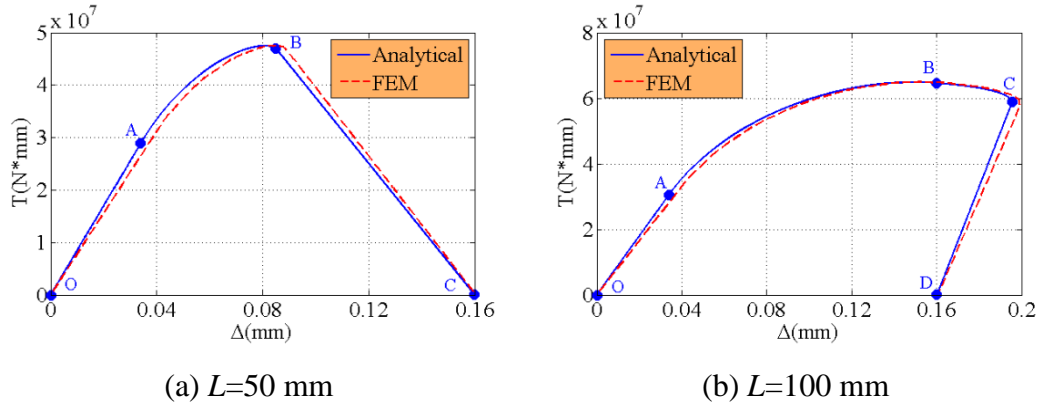 5 x 10^7
4
3
2
1
0
0 0.04 0.08 0.12 0.16
T(N*mm)
Δ(mm)
Analytical
FEM
O
A
B
C
(a) L=50 mm
8 x 10^7
6
4
2
0
0 0.04 0.08 0.12 0.16 0.2
T(N*mm)
Δ(mm)
Analytical
FEM
O
A
B
C
D
(b) L=100 mm